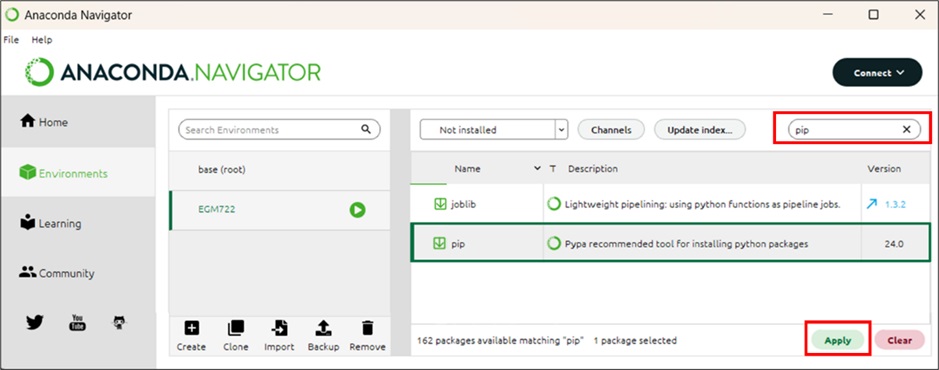 Anaconda Navigator
File Help
ANACONDA.NAVIGATOR
Connect
Home
Environments
Learning
Community
You Tube
Search Environments
base (root)
EGM722
Create Clone Import Backup Remove
Not installed Channels Update index... pip
Name T Description Version
joblib Lightweight pipelining: using python functions as pipeline jobs. 1.3.2
pip Pypa recommended tool for installing python packages 24.0
162 packages available matching "pip" 1 package selected Apply Clear